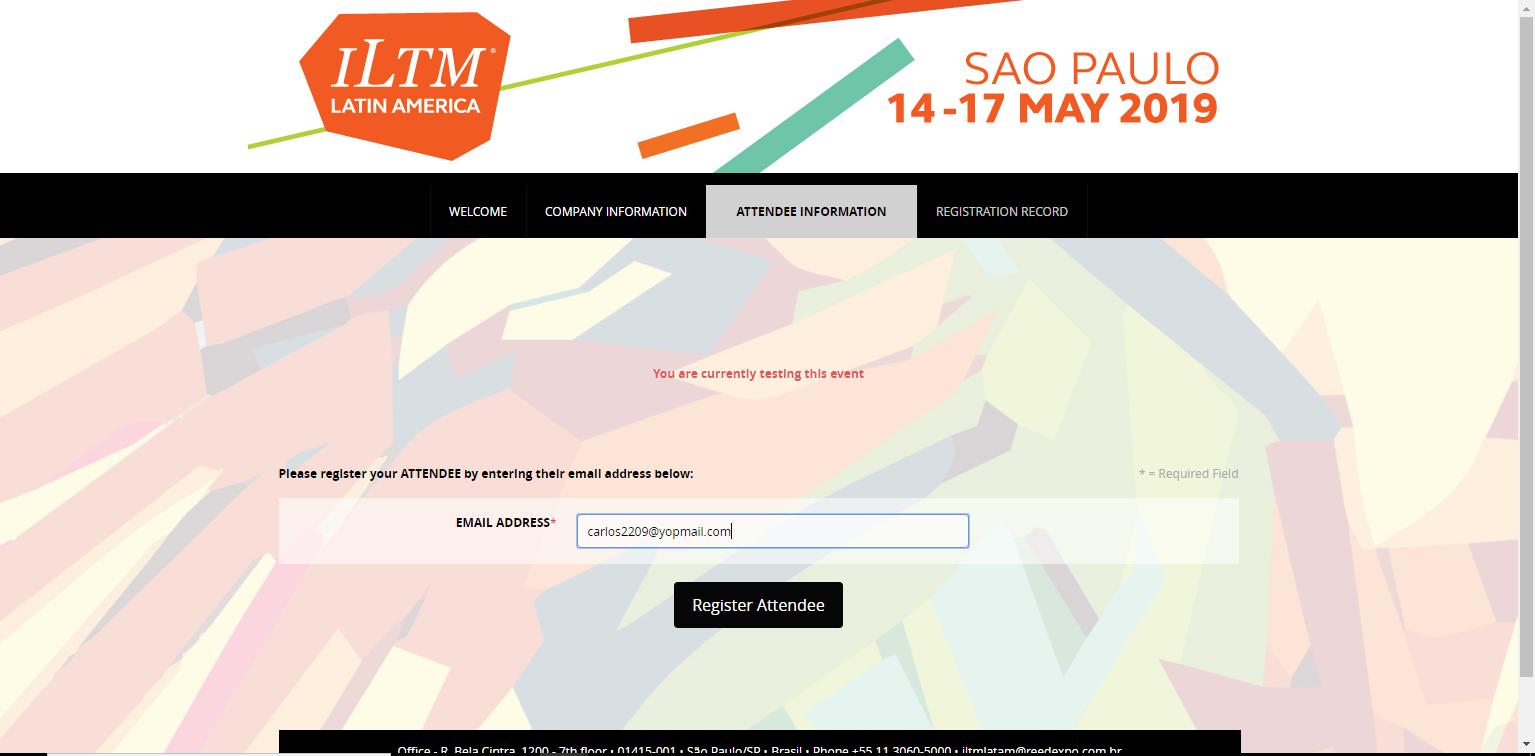 ILTM®
LATIN AMERICA
SAO PAULO
14-17 MAY 2019
WELCOME
COMPANY INFORMATION
ATTENDEE INFORMATION
REGISTRATION RECORD
You are currently testing this event
Please register your ATTENDEE by entering their email address below:
* = Required Field
EMAIL ADDRESS*
carlos2209@yopmail.com
Register Attendee
Office - R. Bela Cintra, 1200 - 7th floor • 01415-001 • São Paulo/SP • Brasil • Phone +55 11 3060-5000 • iltmlatam@reedexpo.com.br